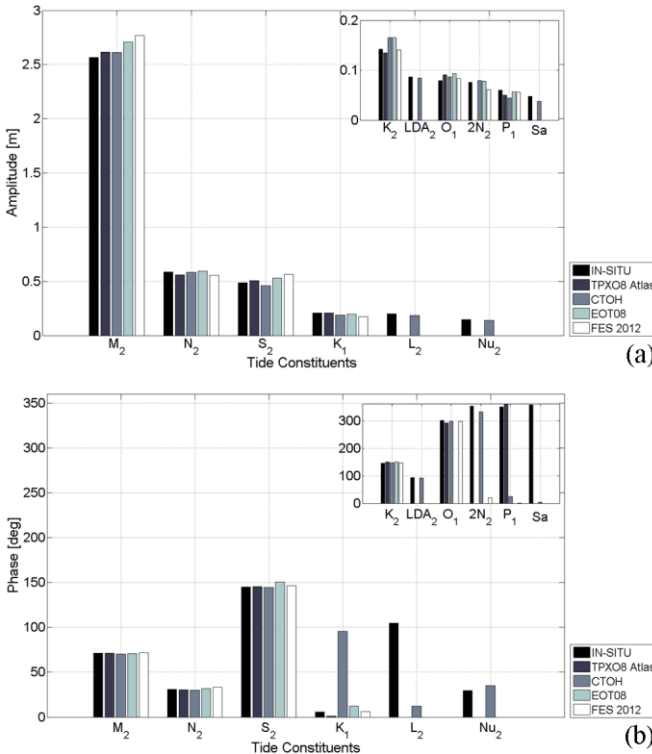 3
2.5
2
1.5
1
0.5
0
Amplitude [m]
M2 N2 S2 K1 L2 Nu2
Tide Constituents
0.2
0.1
0
K2 LDA2 O1 2N2 P1 Sa
IN-SITU
TPXO8 Atlas
CTOH
EOT08
FES 2012
(a)
350
300
250
200
150
100
50
0
Phase [deg]
M2 N2 S2 K1 L2 Nu2
Tide Constituents
300
200
100
0
K2 LDA2 O1 2N2 P1 Sa
IN-SITU
TPXO8 Atlas
CTOH
EOT08
FES 2012
(b)